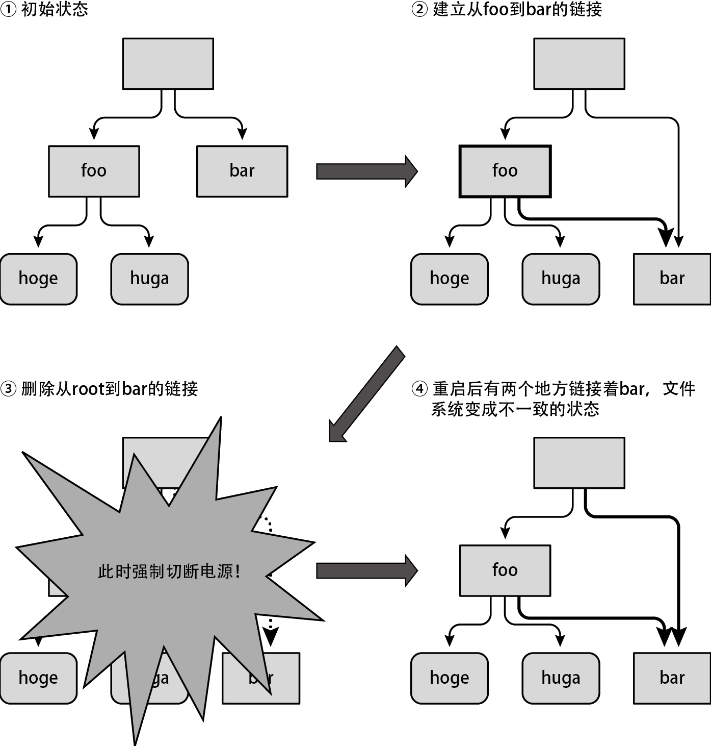 ① 初始状态
② 建立从foo到bar的链接
foo
bar
foo
hoge
huga
hoge
huga
bar
③ 删除从root到bar的链接
④ 重启后有两个地方链接着bar，文件
系统变成不一致的状态
此时强制切断电源！
foo
hoge
ga
bar
hoge
huga
bar